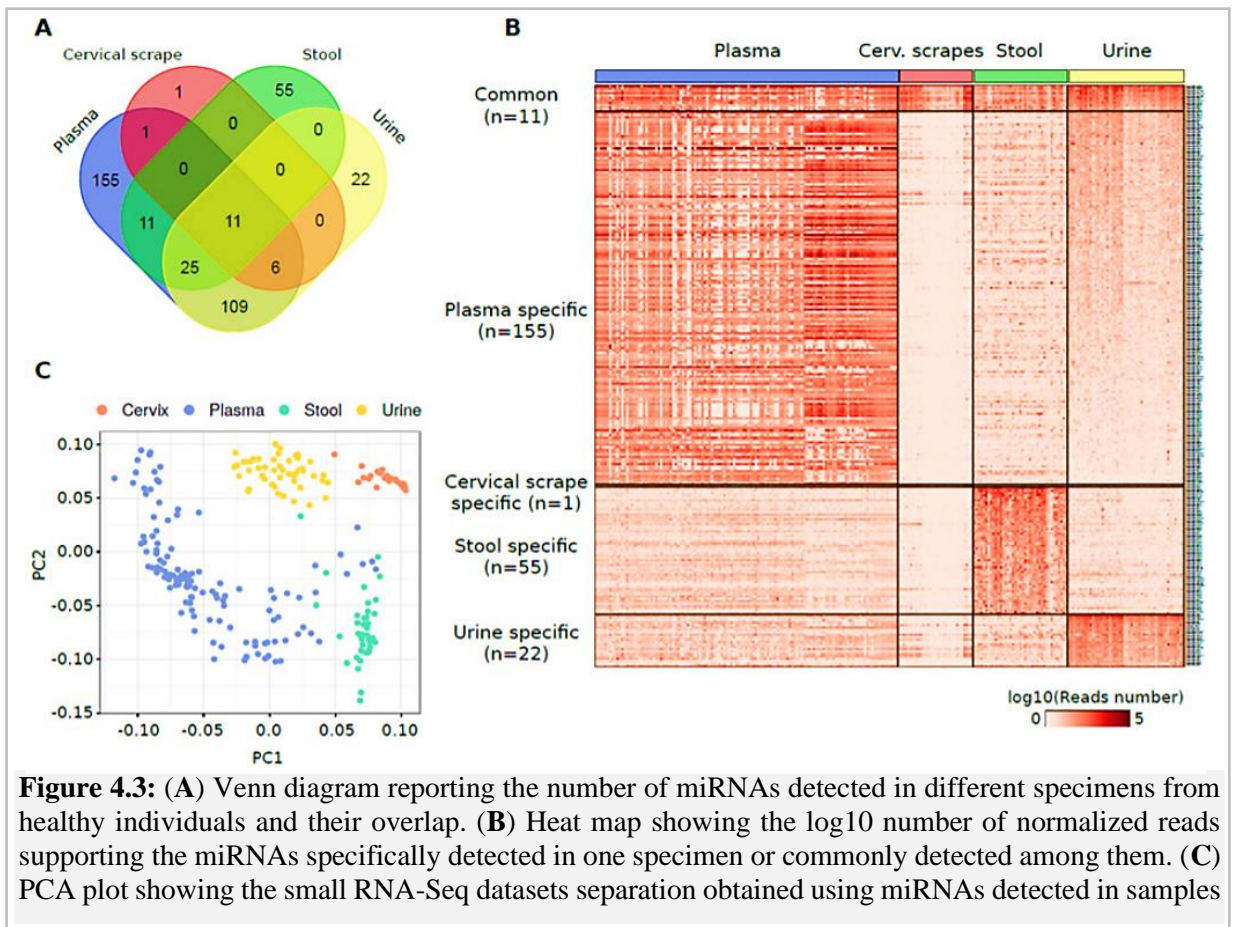 A
Cervical scrape
Stool
Plasma
Urine
1
55
1
0
0
155
0
0
22
11
11
0
25
6
109
B
Plasma
Cerv. scrapes
Stool
Urine
Common
(n=11)
Plasma specific
(n=155)
Cervical scrape
specific (n=1)
Stool specific
(n=55)
Urine specific
(n=22)
log10(Reads number)
0
5
C
Cervix
Plasma
Stool
Urine
0.10
0.05
0.00
-0.05
-0.10
-0.15
PC2
-0.10
-0.05
0.0
0.05
0.10
PC1
Figure 4.3: (A) Venn diagram reporting the number of miRNAs detected in different specimens from
healthy individuals and their overlap. (B) Heat map showing the log10 number of normalized reads
supporting the miRNAs specifically detected in one specimen or commonly detected among them. (C)
PCA plot showing the small RNA-Seq datasets separation obtained using miRNAs detected in samples